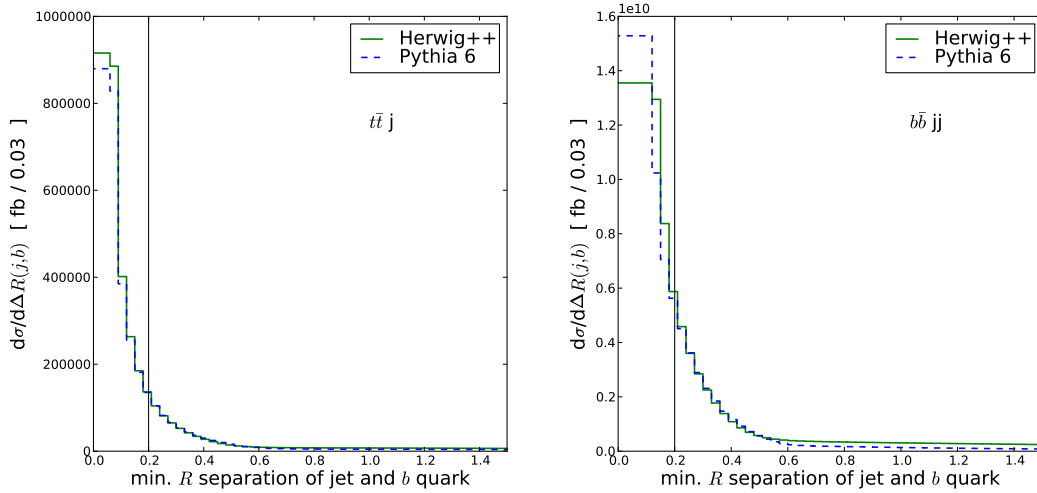 1000000
800000
600000
400000
200000
0
0.0 0.2 0.4 0.6 0.8 1.0 1.2 1.4
dσ/dΔR(j,b) [ fb / 0.03 ]
min. R separation of jet and b quark
Herwig++
Pythia 6
tt̄ j
1e10
1.6
1.4
1.2
1.0
0.8
0.6
0.4
0.2
0.0
0.0 0.2 0.4 0.6 0.8 1.0 1.2 1.4
dσ/dΔR(j,b) [ fb / 0.03 ]
min. R separation of jet and b quark
Herwig++
Pythia 6
bb̄ jj